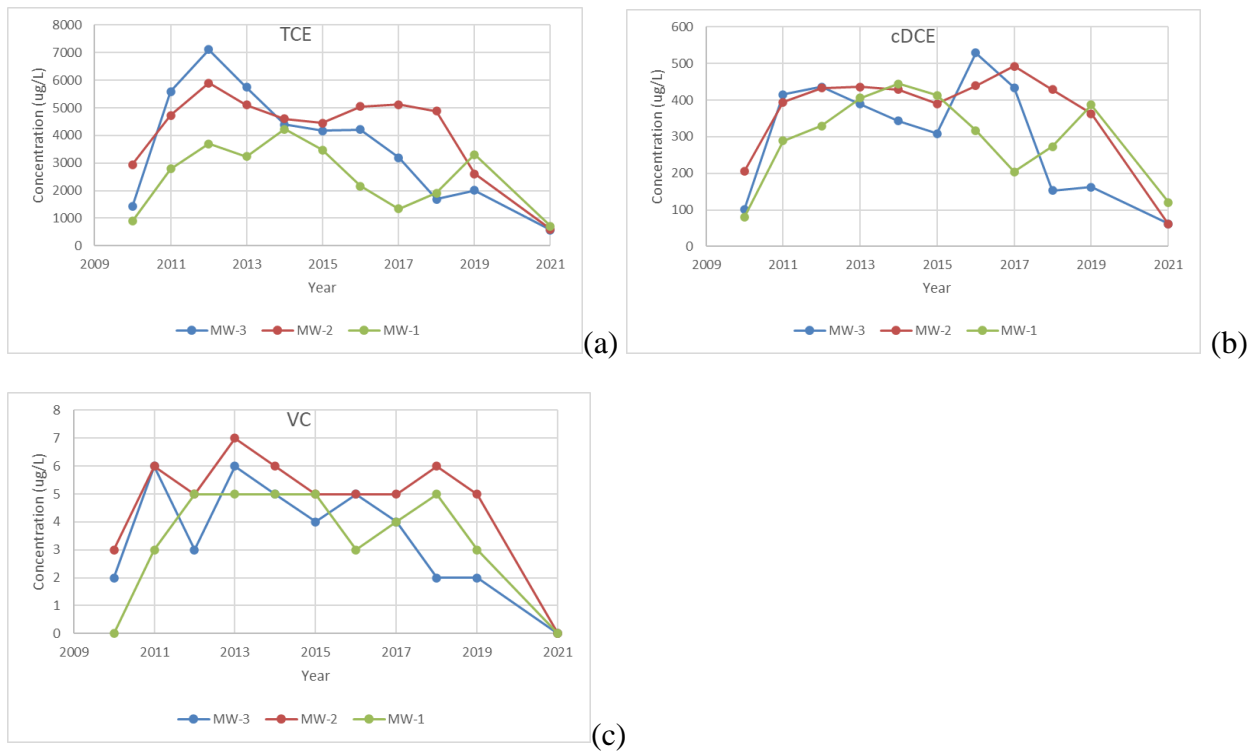 TCE
Concentration (ug/L)
8000
7000
6000
5000
4000
3000
2000
1000
0
2009 2011 2013 2015 2017 2019 2021
Year
MW-3 MW-2 MW-1
(a)
cDCE
Concentration (ug/L)
600
500
400
300
200
100
0
2009 2011 2013 2015 2017 2019 2021
Year
MW-3 MW-2 MW-1
(b)
VC
Concentration (ug/L)
8
7
6
5
4
3
2
1
0
2009 2011 2013 2015 2017 2019 2021
Year
MW-3 MW-2 MW-1
(c)